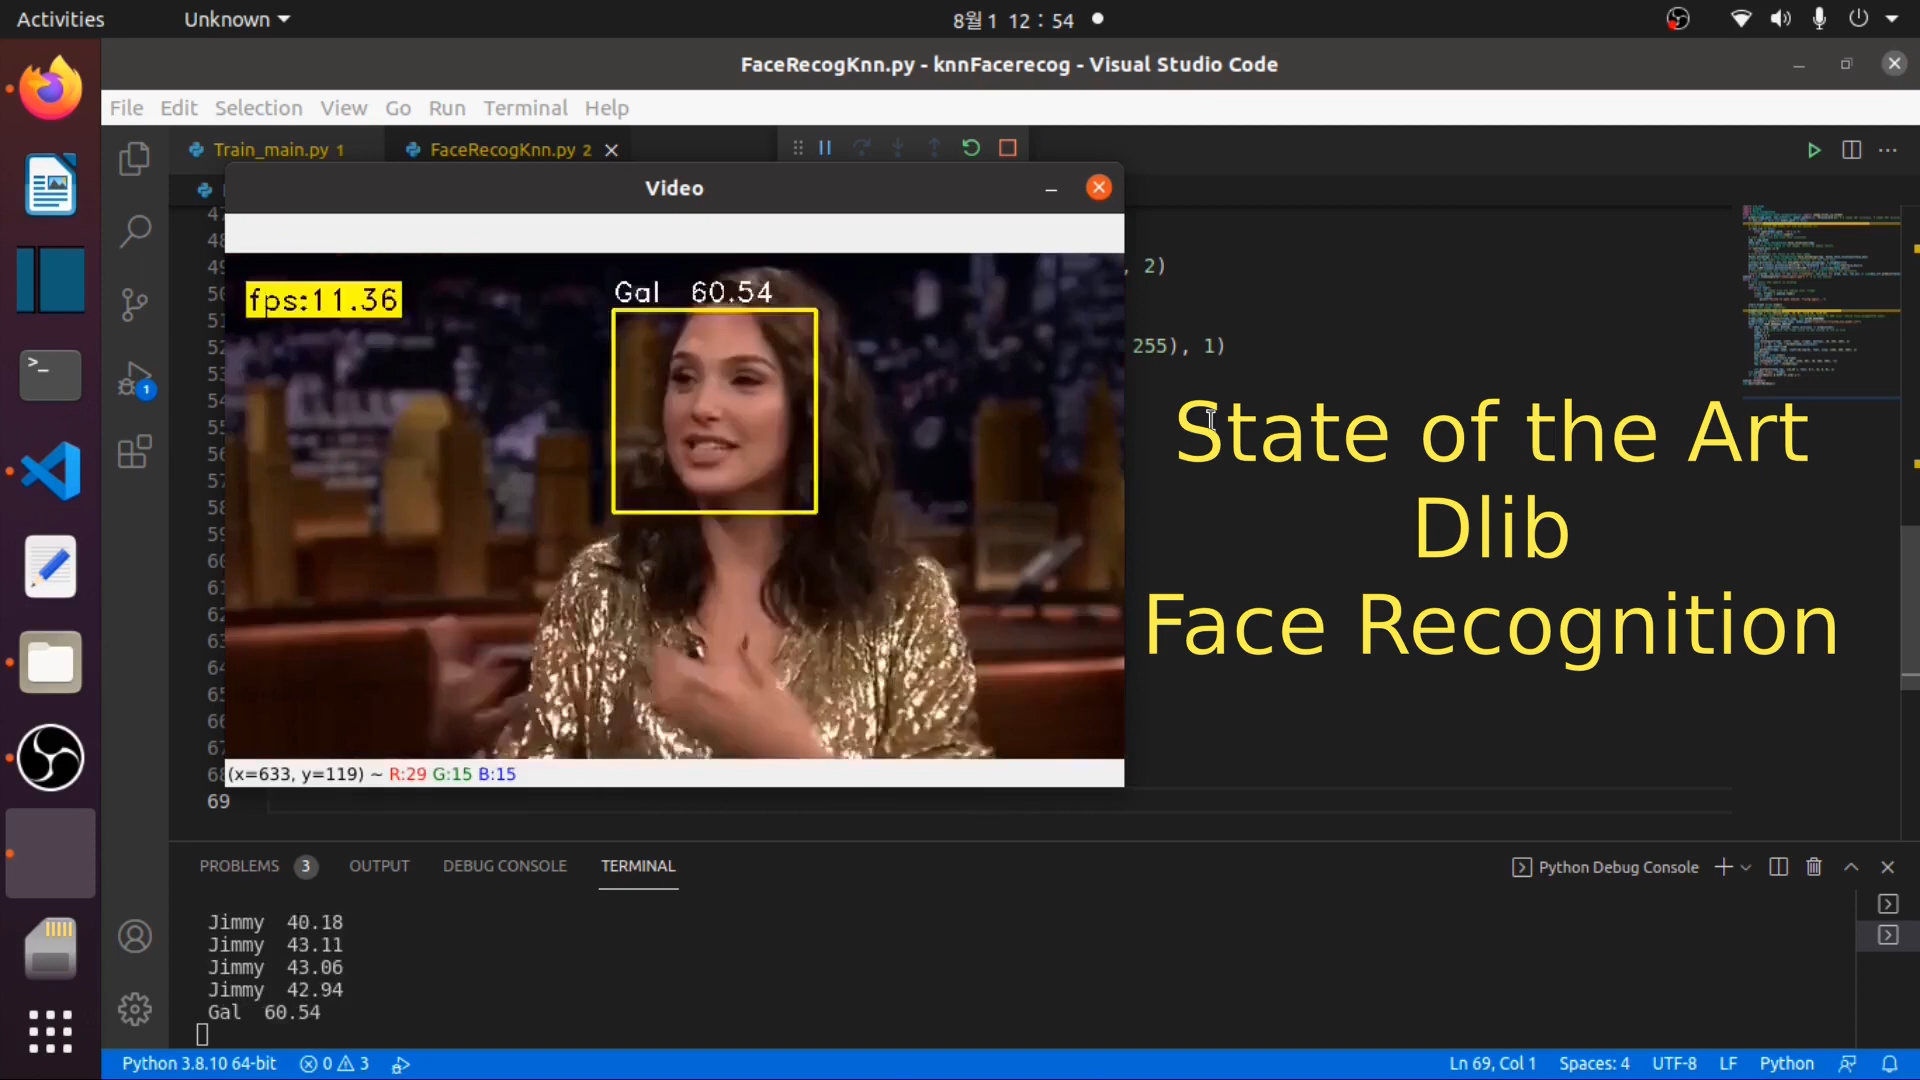 Activities
Unknown
8월 1 12 : 54
FaceRecogKnn.py - knnFacerecog - Visual Studio Code
File Edit Selection View Go Run Terminal Help
Train_main.py 1
FaceRecogKnn.py 2
Video
, 2)
fps:11.36
Gal 60.54
255), 1)
State of the Art
Dlib
Face Recognition
(x=633, y=119) ~ R:29 G:15 B:15
69
PROBLEMS 3 OUTPUT DEBUG CONSOLE TERMINAL
Python Debug Console
Jimmy 40.18
Jimmy 43.11
Jimmy 43.06
Jimmy 42.94
Gal 60.54
Python 3.8.10 64-bit 0 3
Ln 69, Col 1 Spaces: 4 UTF-8 LF Python